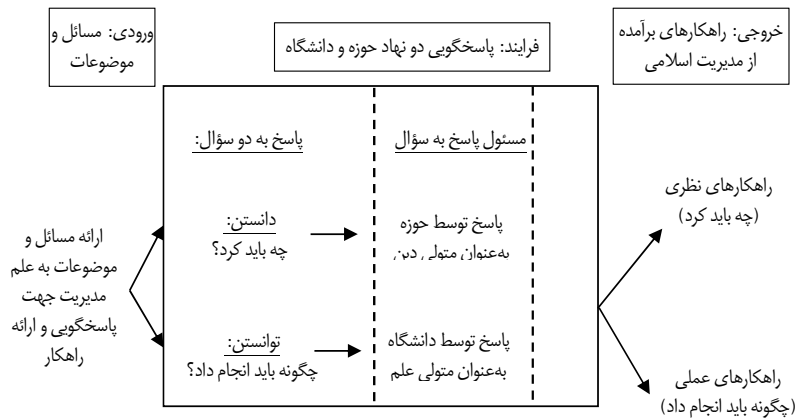 ورودی: مسائل و
موضوعات
فرایند: پاسخگویی دو نهاد حوزه و دانشگاه
خروجی: راهکارهای برآمده
از مدیریت اسلامی
پاسخ به دو سؤال:
مسئول پاسخ به سؤال
دانستن:
چه باید کرد؟
پاسخ توسط حوزه
به‌عنوان متولی دین
توانستن:
چگونه باید انجام داد؟
پاسخ توسط دانشگاه
به‌عنوان متولی علم
ارائه مسائل و
موضوعات به علم
مدیریت جهت
پاسخگویی و ارائه
راهکار
راهکارهای نظری
(چه باید کرد)
راهکارهای عملی
(چگونه باید انجام داد)